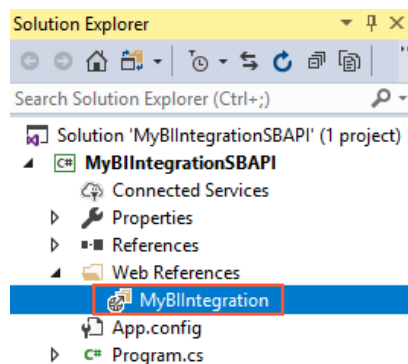 Solution Explorer
Search Solution Explorer (Ctrl+;)
Solution 'MyBIIntegrationSBAPI' (1 project)
C# MyBIIntegrationSBAPI
Connected Services
Properties
References
Web References
MyBIIntegration
App.config
C# Program.cs